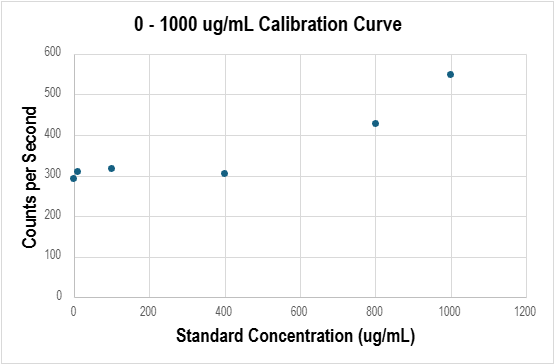 0 - 1000 ug/mL Calibration Curve
600
500
400
300
200
100
0
Counts per Second
0 200 400 600 800 1000 1200
Standard Concentration (ug/mL)